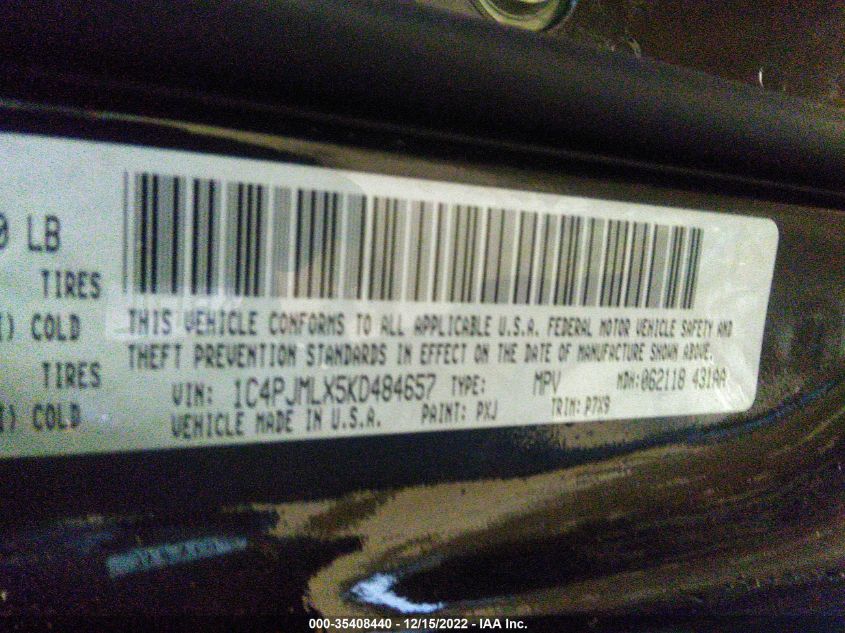 0 LB
TIRES
COLD
TIRES
COLD
THIS VEHICLE CONFORMS TO ALL APPLICABLE U.S.A. FEDERAL MOTOR VEHICLE SAFETY AND
THEFT PREVENTION STANDARDS IN EFFECT ON THE DATE OF MANUFACTURE SHOWN ABOVE.
VIN: 1C4PJMLX5KD484657 TYPE: MPV MDH:062118 431AA
VEHICLE MADE IN U.S.A. PAINT: PXJ TRIM: P7X9
000-35408440 - 12/15/2022 - IAA Inc.